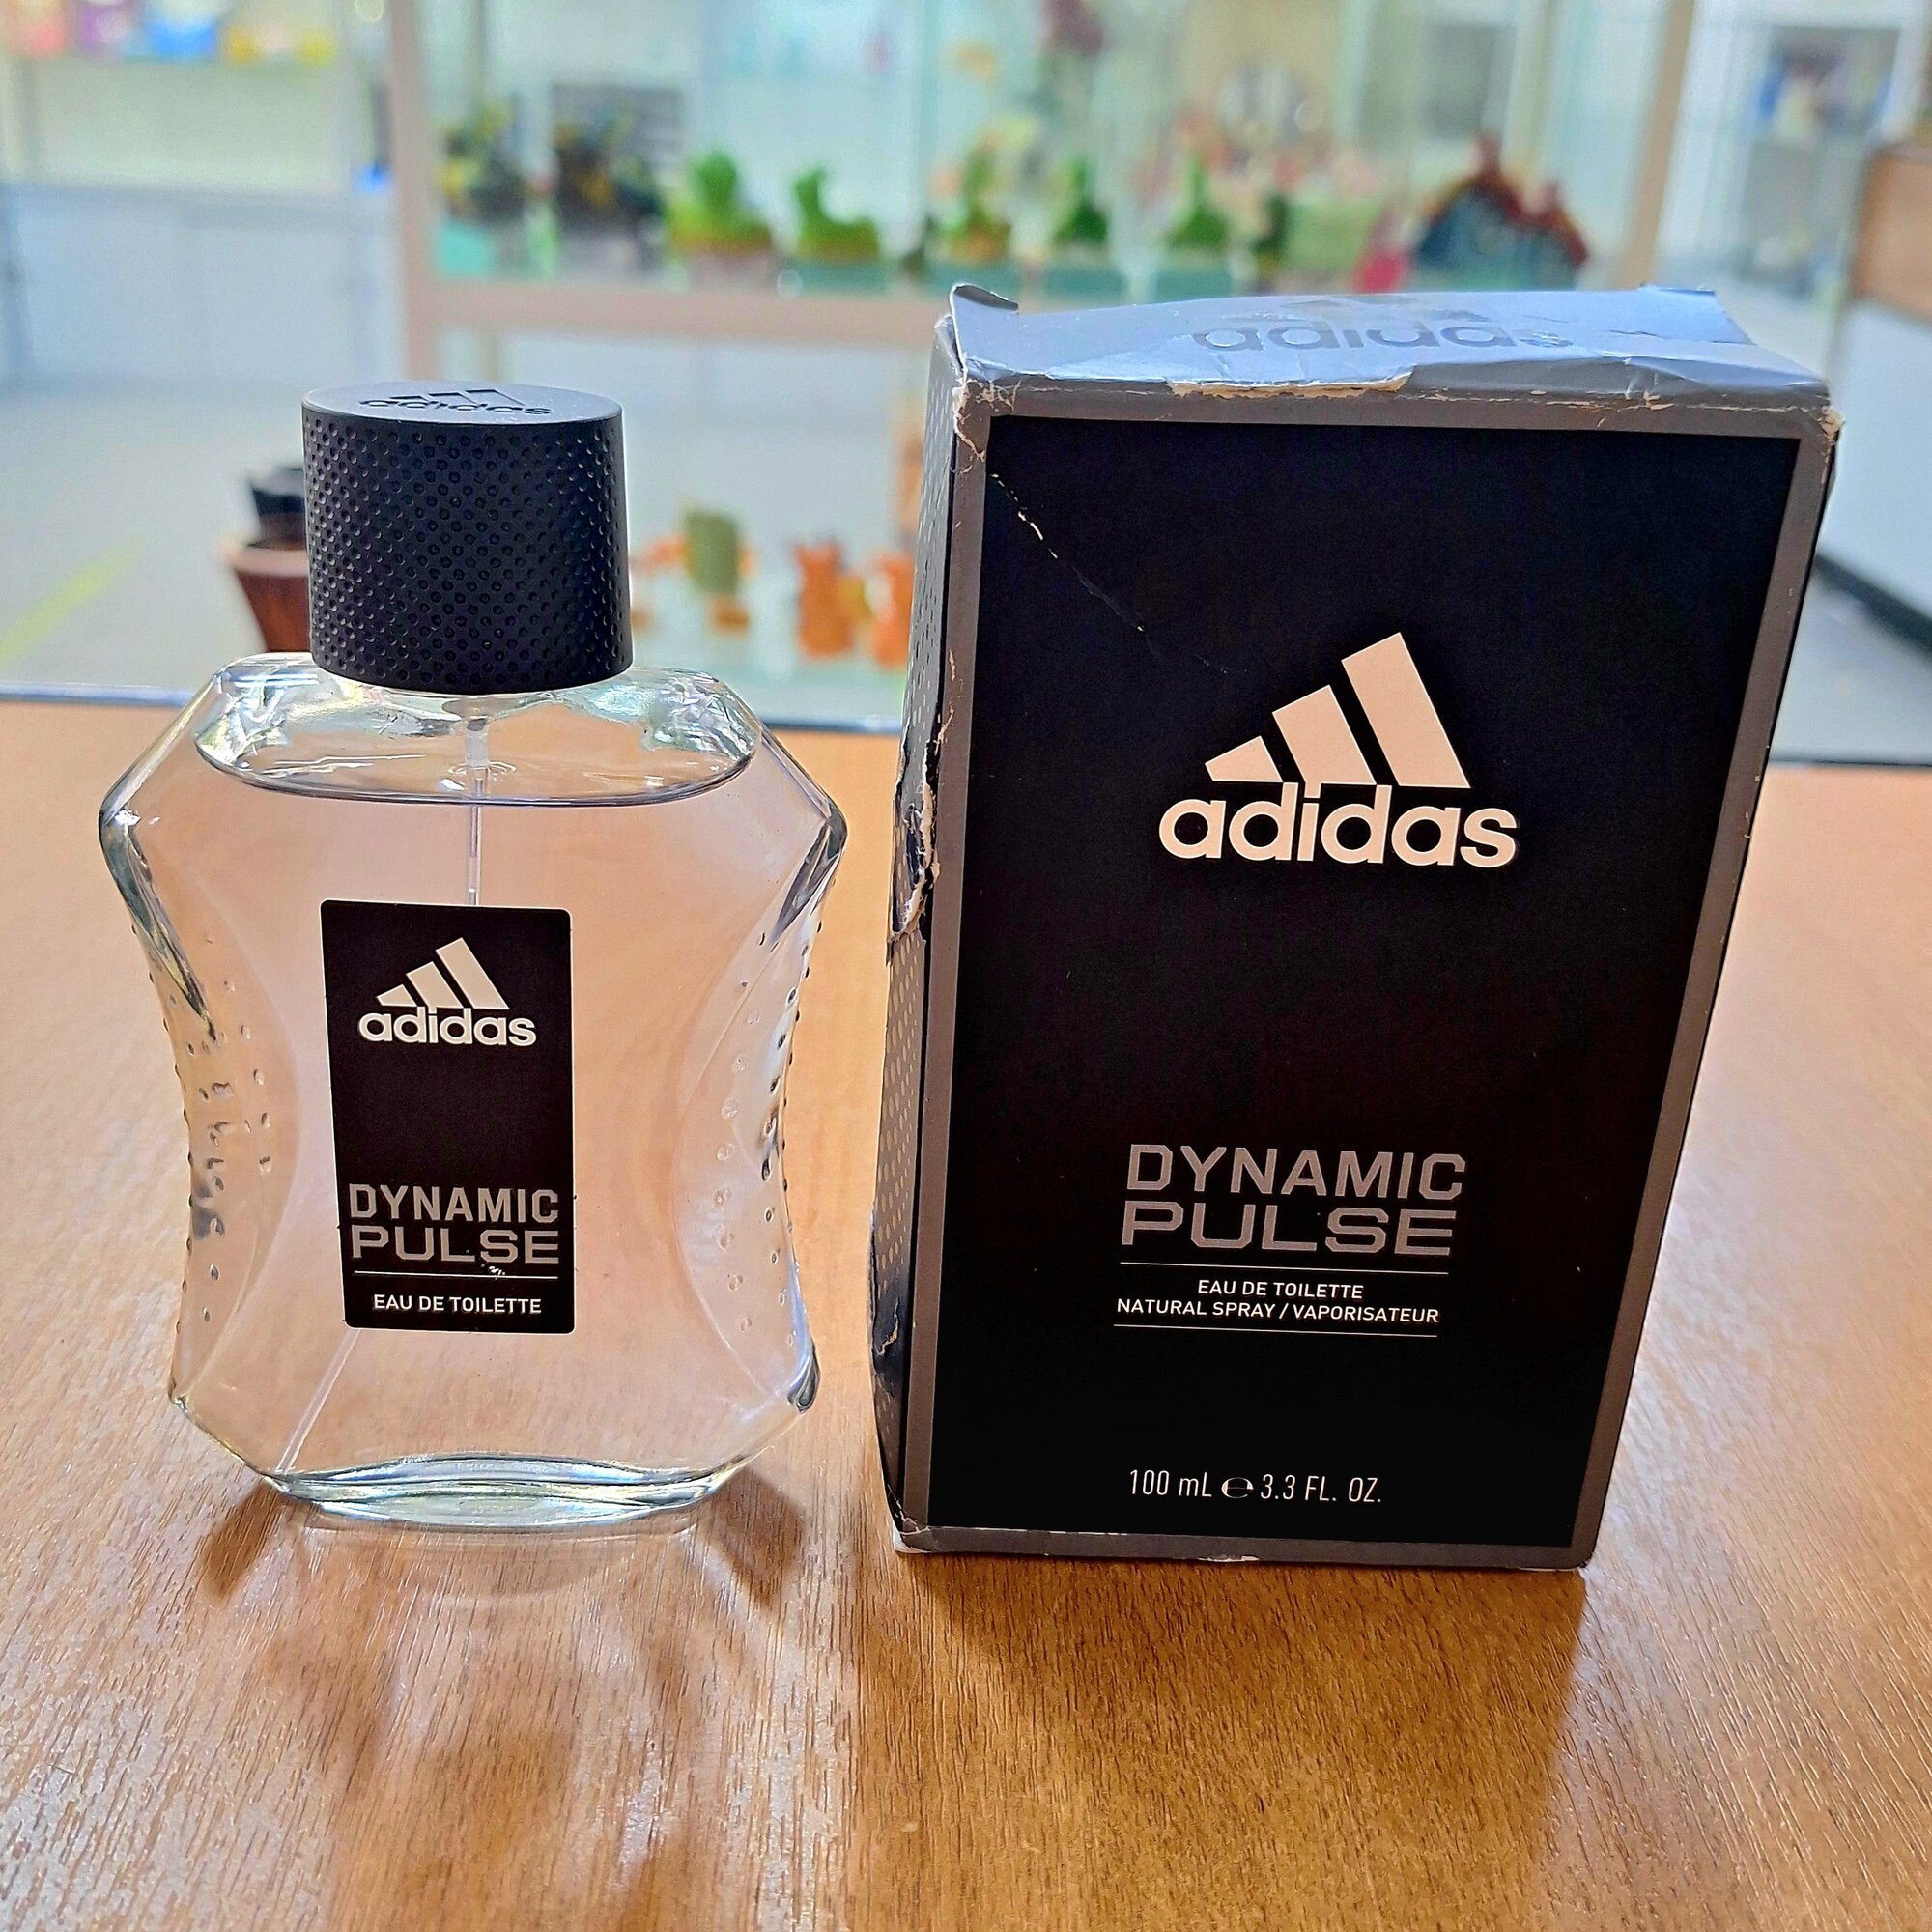 adidas
adidas
DYNAMIC
PULSE
EAU DE TOILETTE
adidas
adidas
DYNAMIC
PULSE
EAU DE TOILETTE
NATURAL SPRAY / VAPORISATEUR
100 mL ℮ 3.3 FL. OZ.